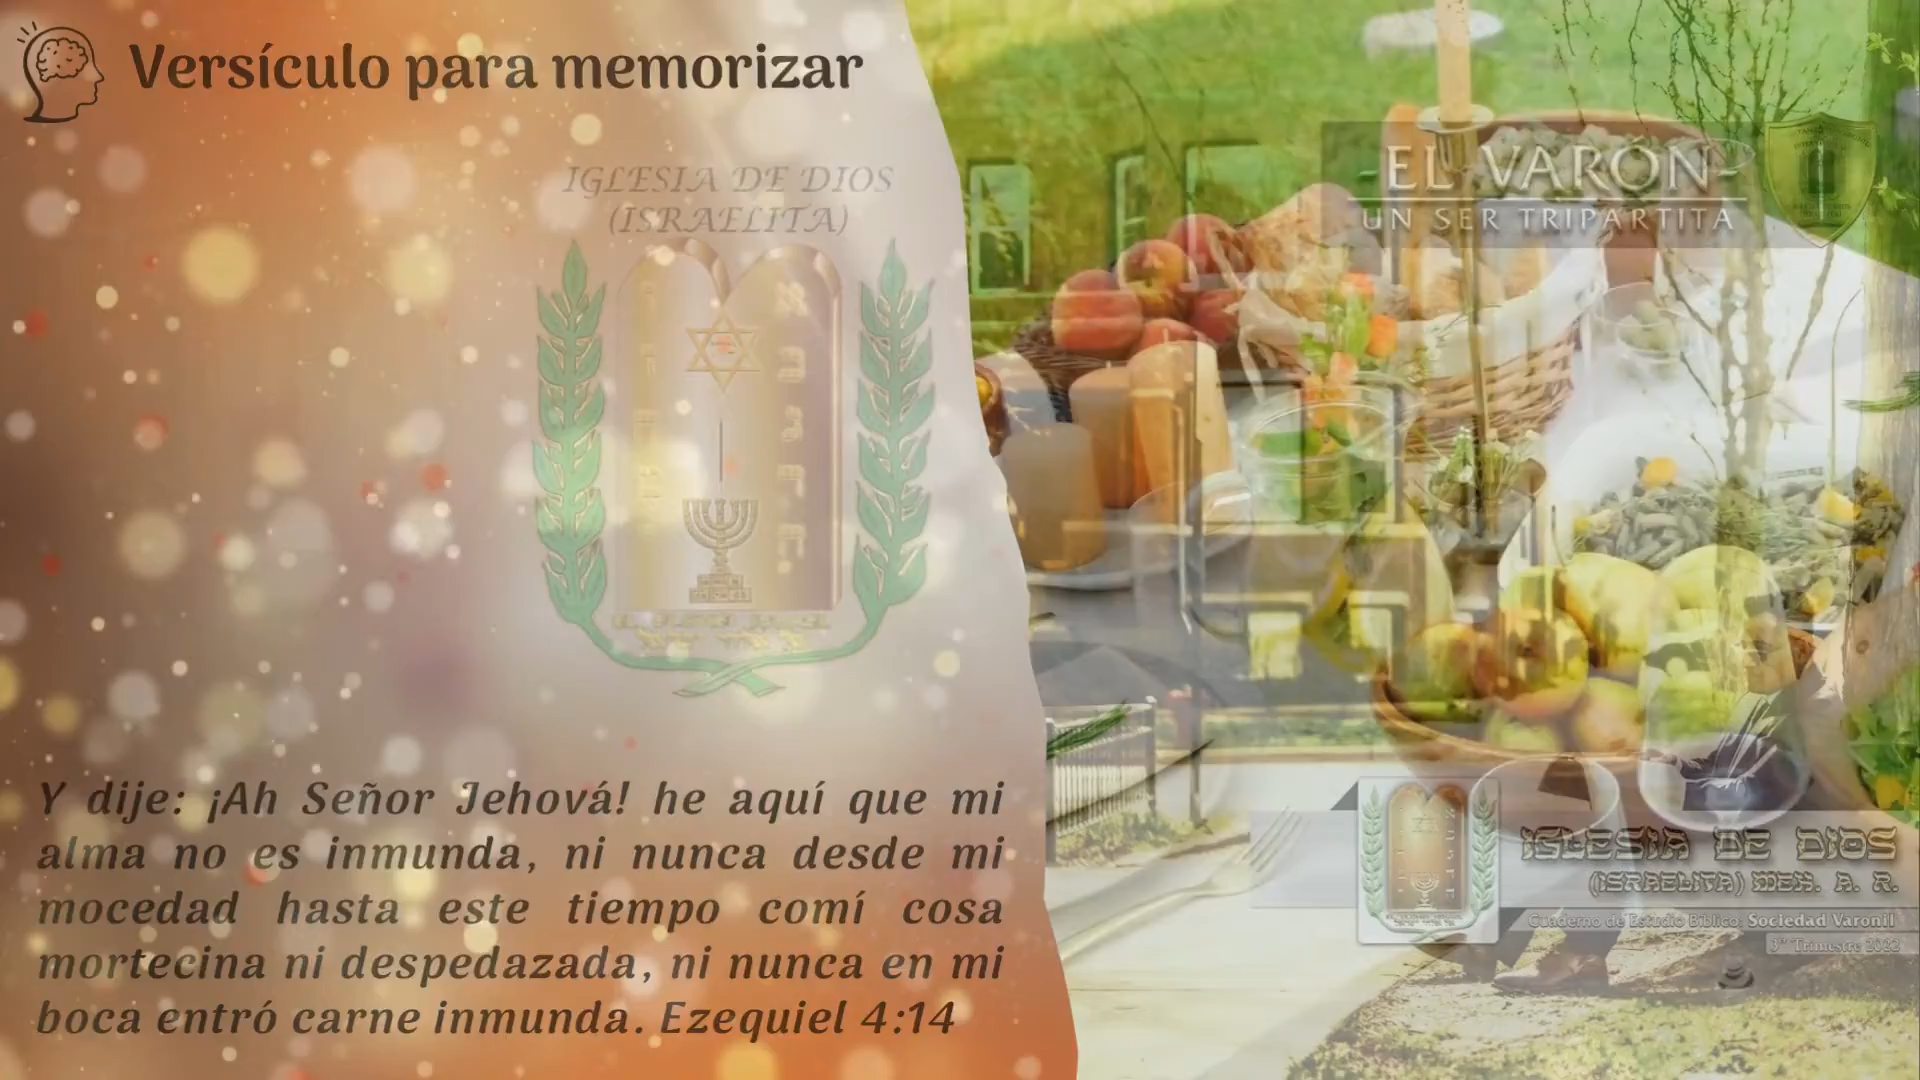 Versículo para memorizar
IGLESIA DE DIOS
(ISRAELITA)
EL VARÓN
UN SER TRIPARTITA
Y dije: ¡Ah Señor Jehová! he aquí que mi
alma no es inmunda, ni nunca desde mi
mocedad hasta este tiempo comí cosa
mortecina ni despedazada, ni nunca en mi
boca entró carne inmunda. Ezequiel 4:14
IGLESIA DE DIOS
(ISRAELITA) MEX. A. R.
Cuaderno de Estudio Bíblico: Sociedad Varonil
3er Trimestre 2022